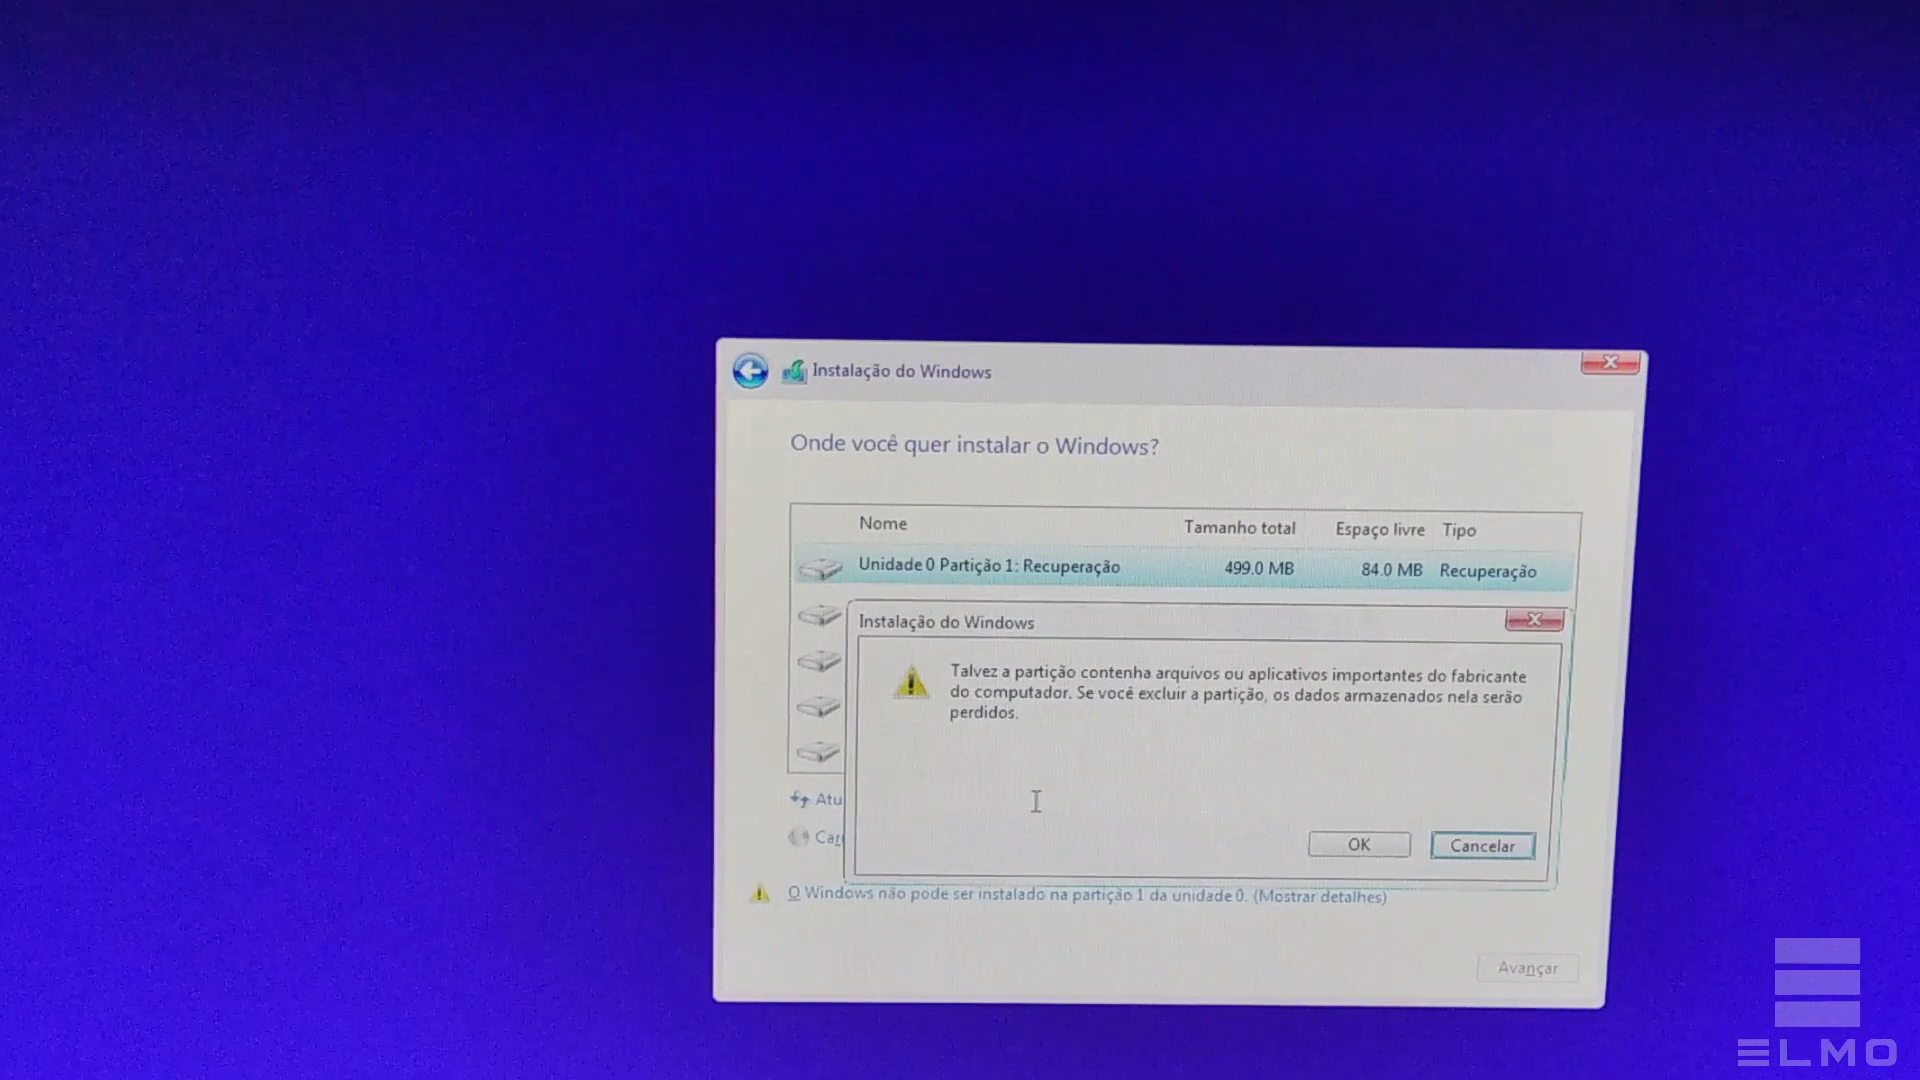 Instalação do Windows
Onde você quer instalar o Windows?
Nome Tamanho total Espaço livre Tipo
Unidade 0 Partição 1: Recuperação 499.0 MB 84.0 MB Recuperação
Instalação do Windows
Talvez a partição contenha arquivos ou aplicativos importantes do fabricante
do computador. Se você excluir a partição, os dados armazenados nela serão
perdidos.
Atu
Car
OK Cancelar
O Windows não pode ser instalado na partição 1 da unidade 0. (Mostrar detalhes)
Avançar
ELMO